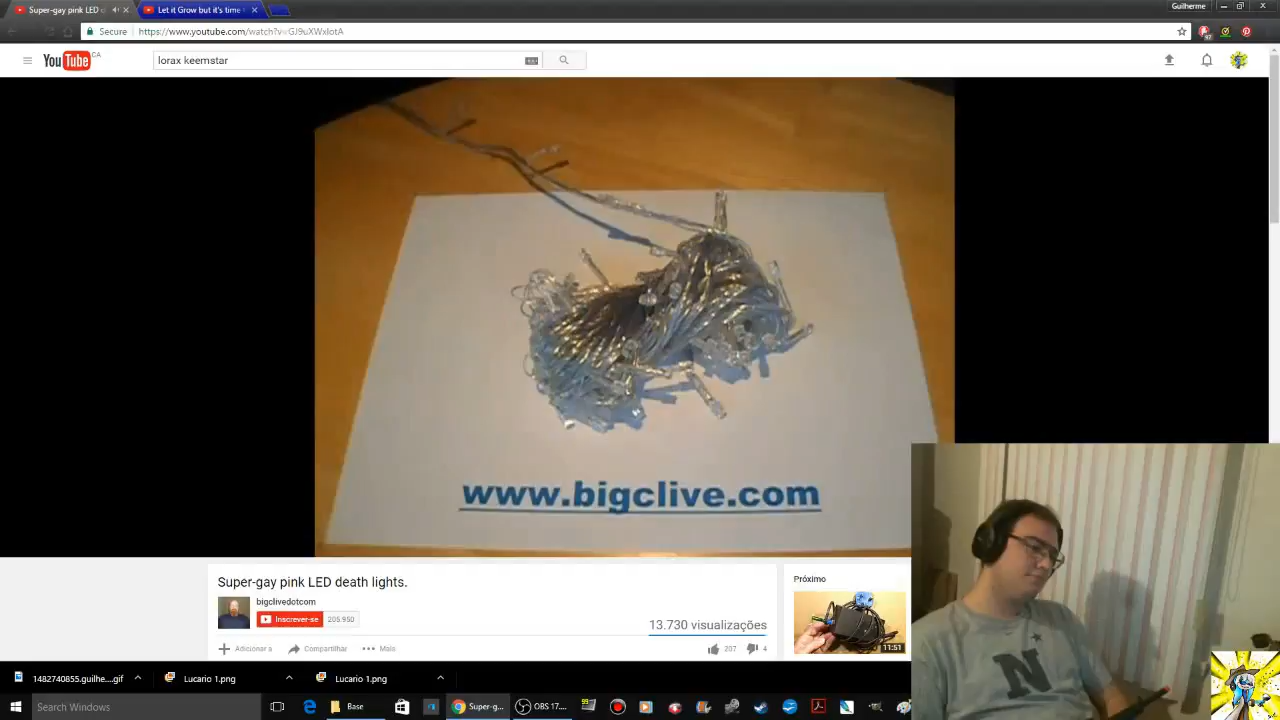 Super-gay pink LED d
Let it Grow but it's time
Guilherme
Secure
https://www.youtube.com/watch?v=GJ9uXWxlotA
YouTube CA
lorax keemstar
97
www.bigclive.com
Super-gay pink LED death lights.
bigclivedotcom
Inscrever-se 205.950
13.730 visualizações
Adicionar a Compartilhar Mais 207 4
Próximo
11:51
N
1482740855.guilhe....gif
Lucario 1.png
Lucario 1.png
Search Windows
Base
Super-g...
OBS 17....